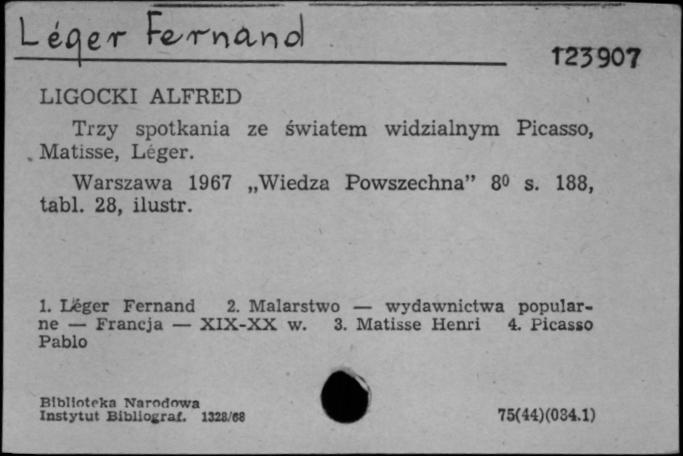 Léger Fernand
123907
LIGOCKI ALFRED
Trzy spotkania ze światem widzialnym Picasso,
Matisse, Léger.
Warszawa 1967 „Wiedza Powszechna” 8⁰ s. 188,
tabl. 28, ilustr.
1. Léger Fernand 2. Malarstwo — wydawnictwa popular-
ne — Francja — XIX-XX w. 3. Matisse Henri 4. Picasso
Pablo
Biblioteka Narodowa
Instytut Bibliograf. 1328/68
75(44)(034.1)